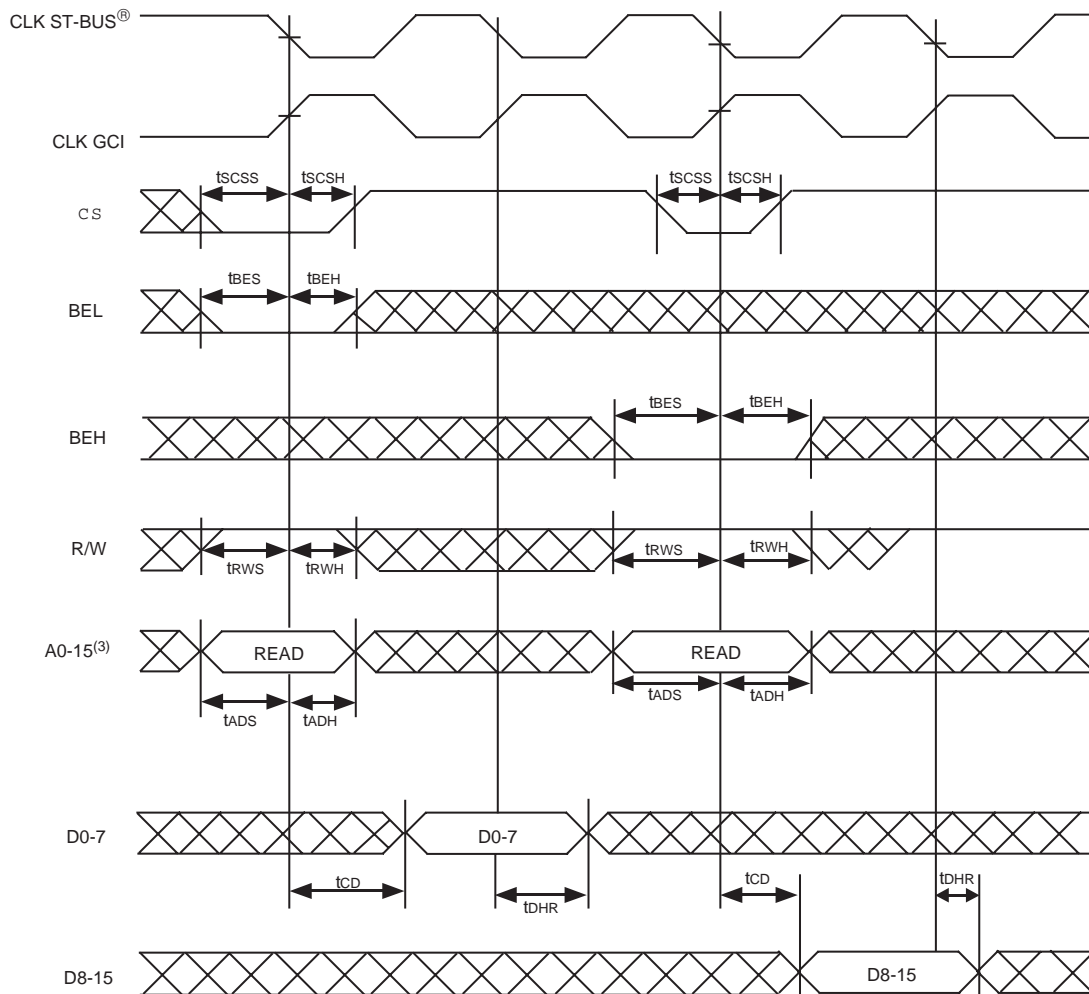 CLK ST-BUS®
CLK GCI
tSCSS tSCSH tSCSS tSCSH
CS
tBES tBEH
BEL
tBES tBEH
BEH
R/W
tRWS tRWH tRWS tRWH
A0-15(3) READ READ
tADS tADH tADS tADH
D0-7 D0-7
tCD tDHR tCD tDHR
D8-15 D8-15